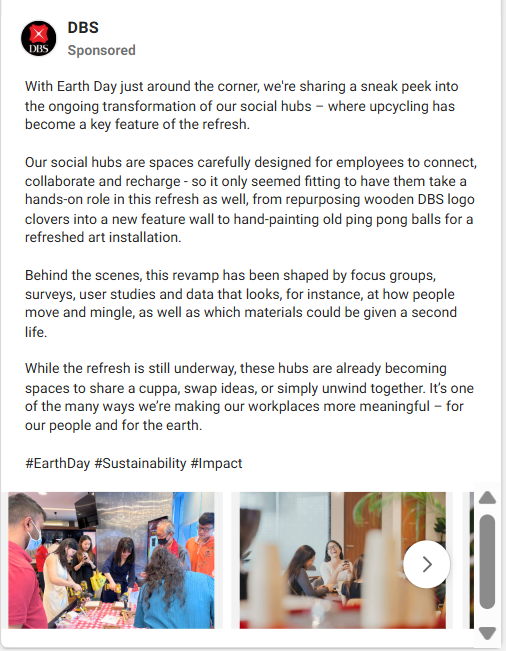 DBS
DBS
Sponsored
With Earth Day just around the corner, we're sharing a sneak peek into
the ongoing transformation of our social hubs – where upcycling has
become a key feature of the refresh.
Our social hubs are spaces carefully designed for employees to connect,
collaborate and recharge - so it only seemed fitting to have them take a
hands-on role in this refresh as well, from repurposing wooden DBS logo
clovers into a new feature wall to hand-painting old ping pong balls for a
refreshed art installation.
Behind the scenes, this revamp has been shaped by focus groups,
surveys, user studies and data that looks, for instance, at how people
move and mingle, as well as which materials could be given a second
life.
While the refresh is still underway, these hubs are already becoming
spaces to share a cuppa, swap ideas, or simply unwind together. It’s one
of the many ways we’re making our workplaces more meaningful – for
our people and for the earth.
#EarthDay #Sustainability #Impact